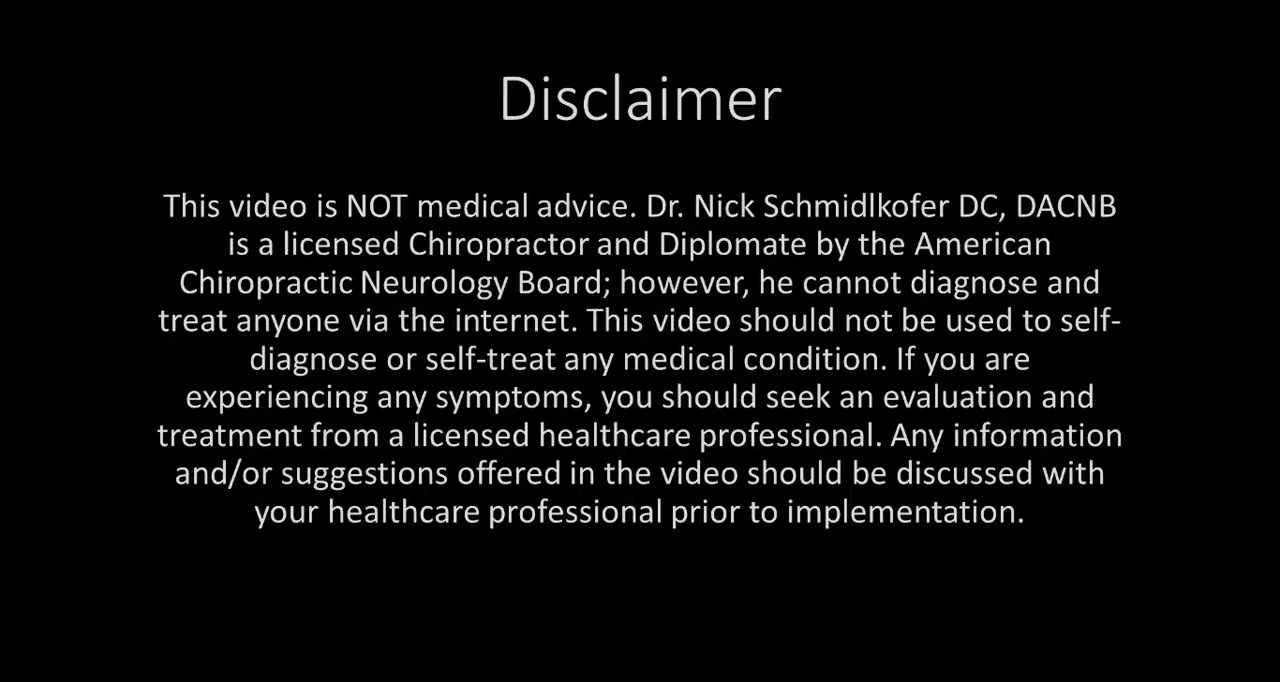 Disclaimer
This video is NOT medical advice. Dr. Nick Schmidlkofer DC, DACNB
is a licensed Chiropractor and Diplomate by the American
Chiropractic Neurology Board; however, he cannot diagnose and
treat anyone via the internet. This video should not be used to self-
diagnose or self-treat any medical condition. If you are
experiencing any symptoms, you should seek an evaluation and
treatment from a licensed healthcare professional. Any information
and/or suggestions offered in the video should be discussed with
your healthcare professional prior to implementation.